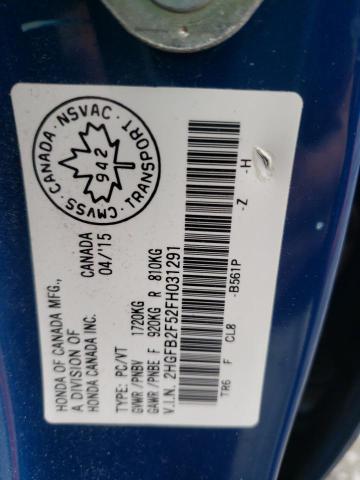 HONDA OF CANADA MFG.,
A DIVISION OF
HONDA CANADA INC.
CANADA
04/'15
CMVSS·CANADA·NSVAC
TRANSPORT
942
TYPE: PC/VT
GVWR/PNBV 1720KG
GAWR/PNBE F 920KG R 810KG
V.I.N. 2HGFB2F52FH031291
TR6 F CL8 -B561P -Z -H